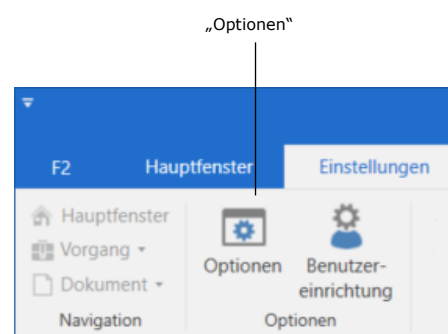 „Optionen“
F2 Hauptfenster Einstellungen
Hauptfenster
Vorgang
Dokument
Navigation
Optionen
Benutzer-
einrichtung
Optionen